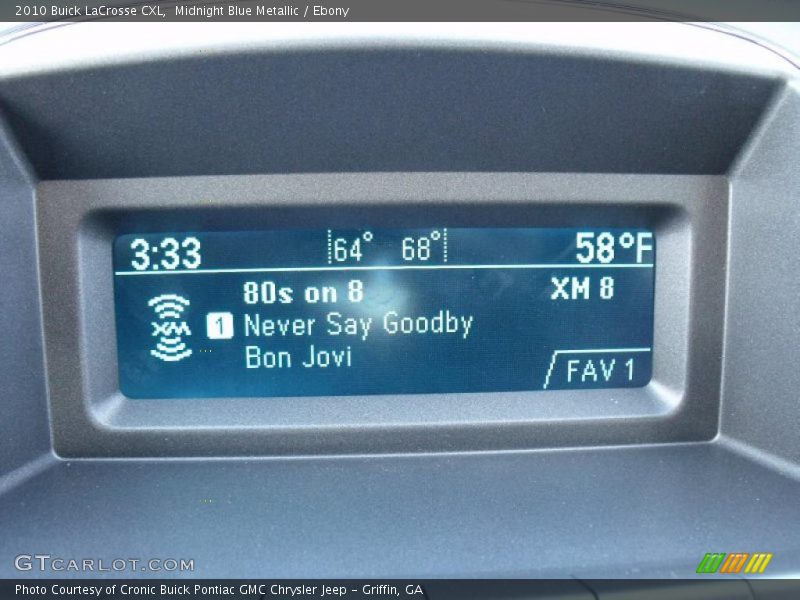 2010 Buick LaCrosse CXL, Midnight Blue Metallic / Ebony
3:33 64° 68° 58°F
80s on 8 XM 8
XM 1 Never Say Goodby
Bon Jovi
FAV 1
GTCARLOT.COM
Photo Courtesy of Cronic Buick Pontiac GMC Chrysler Jeep - Griffin, GA